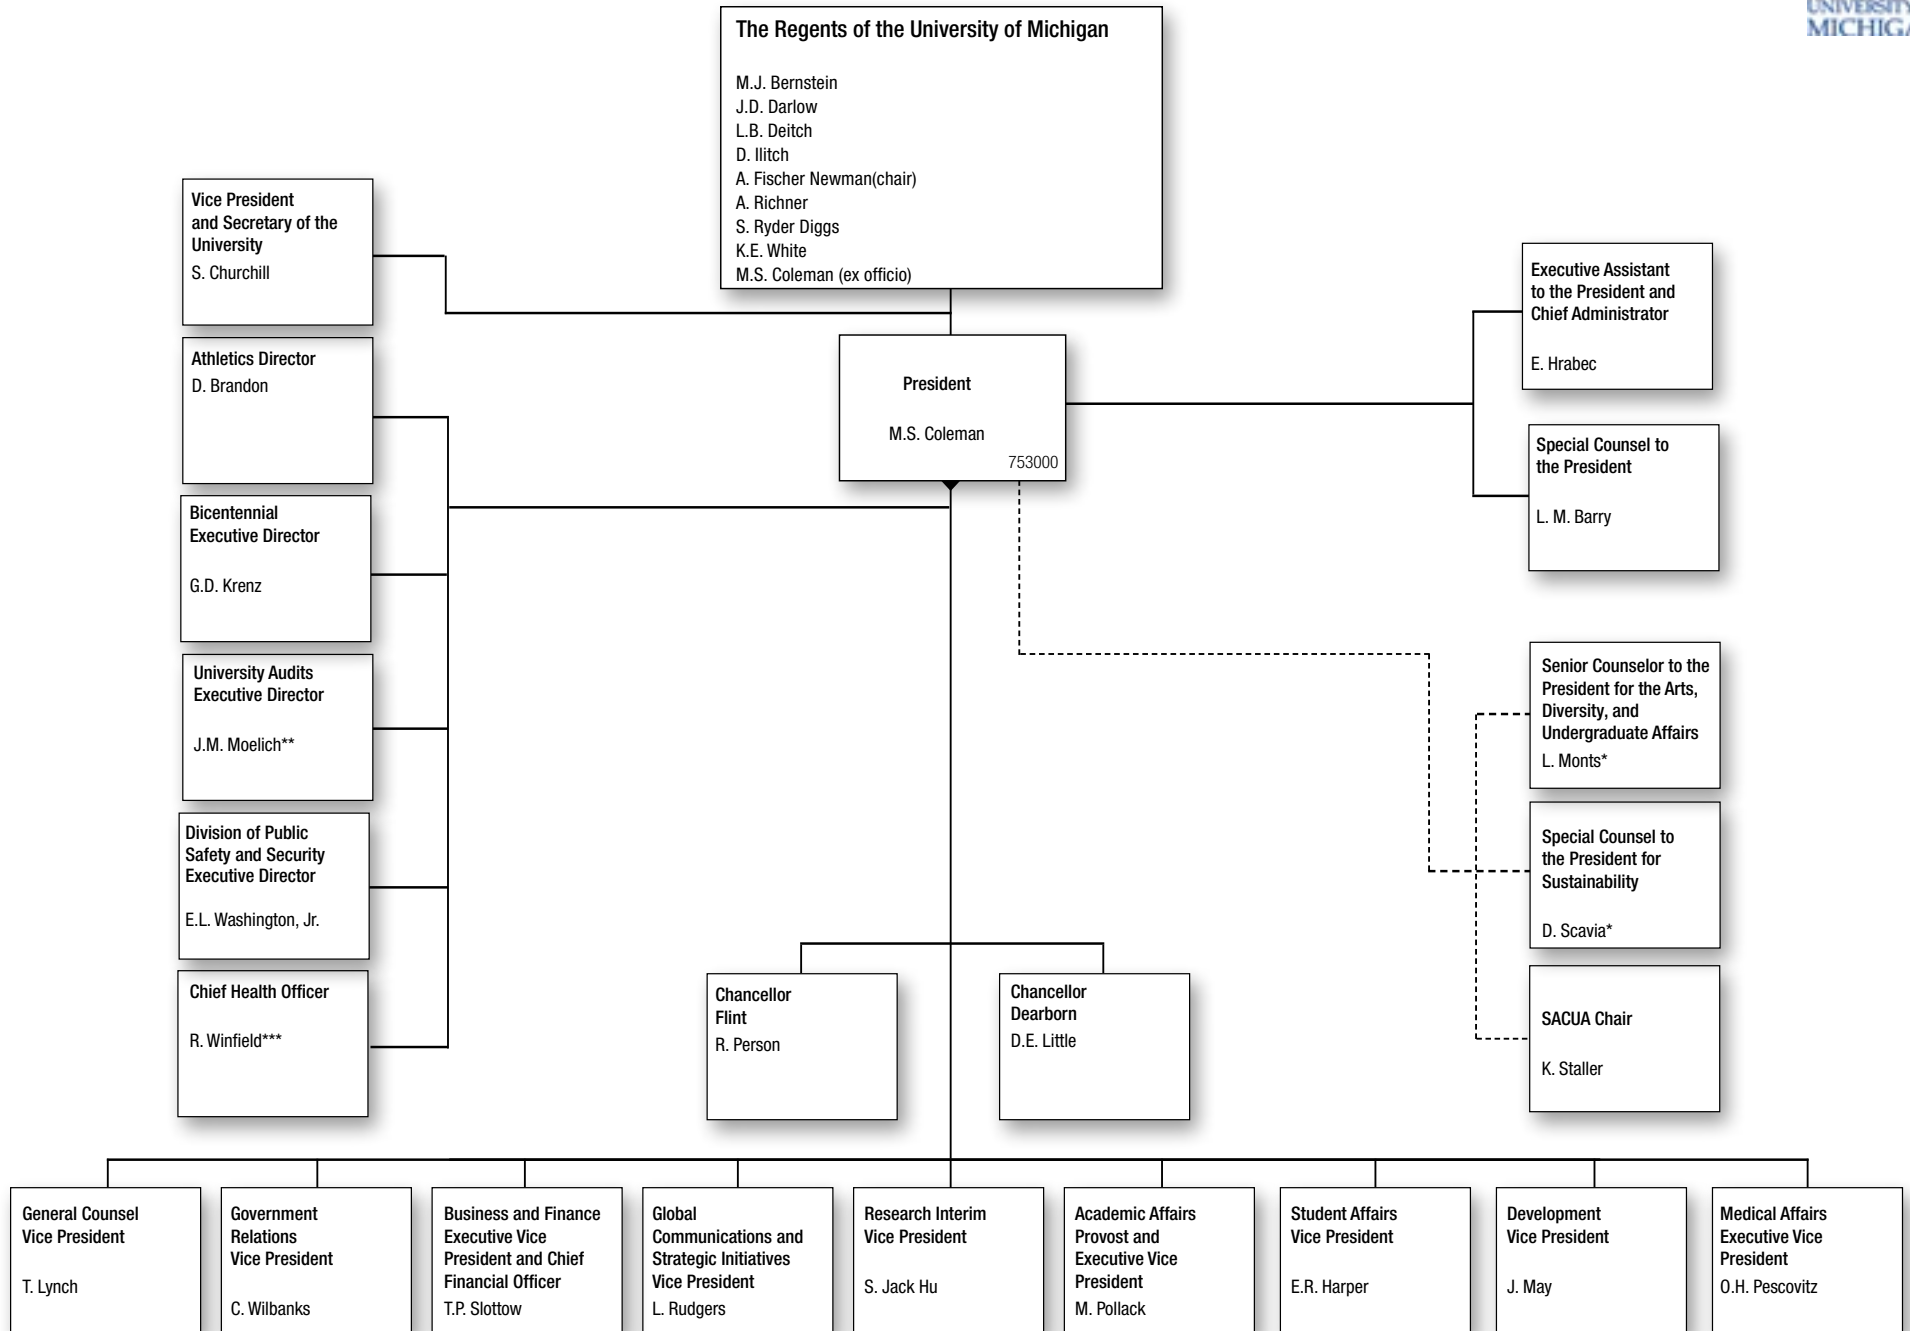 UNIVERSITY
The Regents of the University of Michigan
M.J. Bernstein
J.D. Darlow
L.B. Deitch
D. Ilitch
A. Fischer Newman(chair)
A. Richner
S. Ryder Diggs
K.E. White
M.S. Coleman (ex officio)
Vice President
and Secretary of the
University
S. Churchill
Executive Assistant
to the President and
Chief Administrator
E. Hrabec
Athletics Director
D. Brandon
President
M.S. Coleman
753000
Special Counsel to
the President
L. M. Barry
Bicentennial
Executive Director
G.D. Krenz
University Audits
Executive Director
J.M. Moelich**
Senior Counselor to the
President for the Arts,
Diversity, and
Undergraduate Affairs
L. Monts*
Division of Public
Safety and Security
Executive Director
E.L. Washington, Jr.
Special Counsel to
the President for
Sustainability
D. Scavia*
Chief Health Officer
R. Winfield***
Chancellor
Flint
R. Person
Chancellor
Dearborn
D.E. Little
SACUA Chair
K. Staller
General Counsel
Vice President
T. Lynch
Government
Relations
Vice President
C. Wilbanks
Business and Finance
Executive Vice
President and Chief
Financial Officer
T.P. Slottow
Global
Communications and
Strategic Initiatives
Vice President
L. Rudgers
Research Interim
Vice President
S. Jack Hu
Academic Affairs
Provost and
Executive Vice
President
M. Pollack
Student Affairs
Vice President
E.R. Harper
Development
Vice President
J. May
Medical Affairs
Executive Vice
President
O.H. Pescovitz